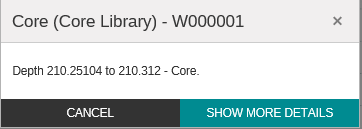 Core (Core Library) - W000001 ×
Depth 210.25104 to 210.312 - Core.
CANCEL SHOW MORE DETAILS